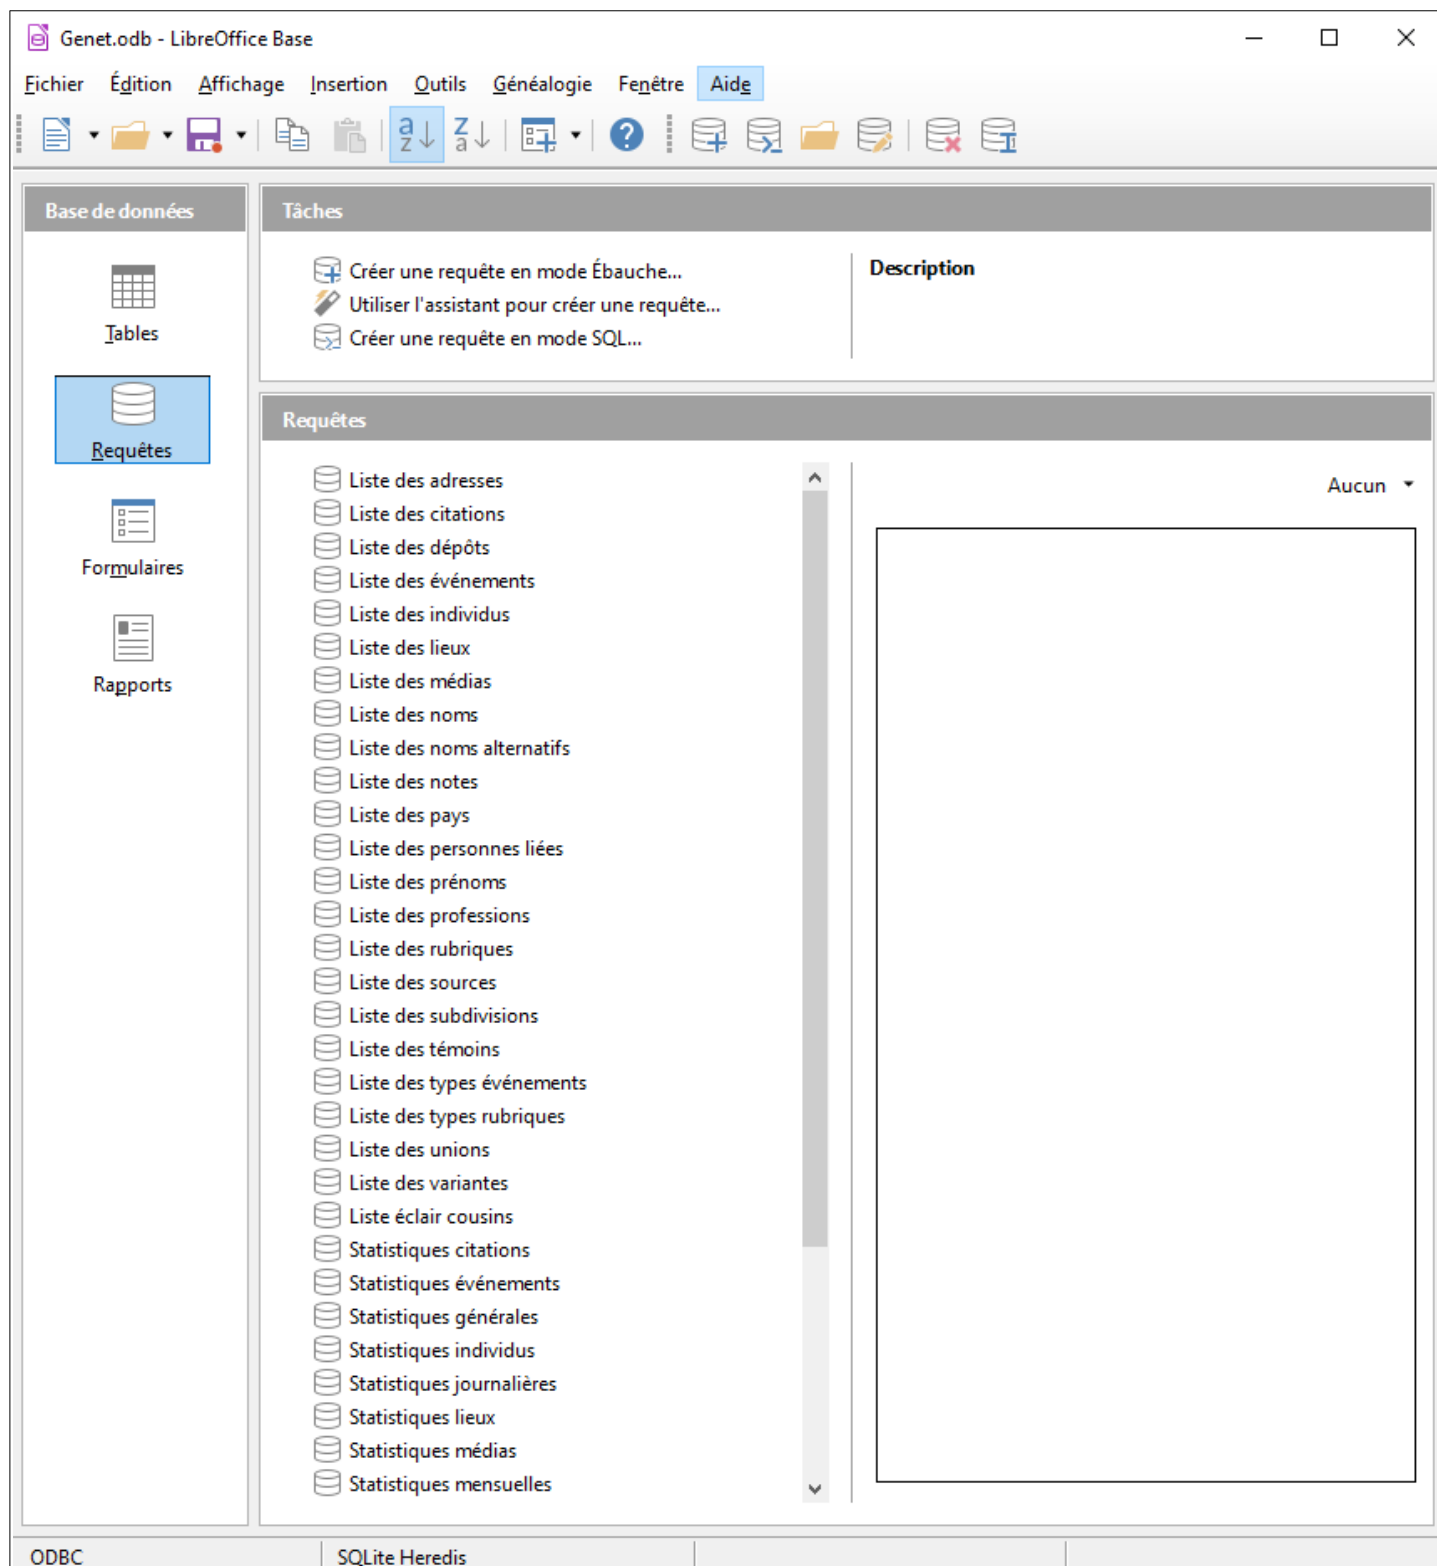 Genet.odb - LibreOffice Base
Fichier Édition Affichage Insertion Outils Généalogie Fenêtre Aide
Base de données
Tables
Requêtes
Formulaires
Rapports
Tâches
Créer une requête en mode Ébauche...
Utiliser l'assistant pour créer une requête...
Créer une requête en mode SQL...
Description
Requêtes
Liste des adresses
Liste des citations
Liste des dépôts
Liste des événements
Liste des individus
Liste des lieux
Liste des médias
Liste des noms
Liste des noms alternatifs
Liste des notes
Liste des pays
Liste des personnes liées
Liste des prénoms
Liste des professions
Liste des rubriques
Liste des sources
Liste des subdivisions
Liste des témoins
Liste des types événements
Liste des types rubriques
Liste des unions
Liste des variantes
Liste éclair cousins
Statistiques citations
Statistiques événements
Statistiques générales
Statistiques individus
Statistiques journalières
Statistiques lieux
Statistiques médias
Statistiques mensuelles
Aucun
ODBC
SQLite Heredis